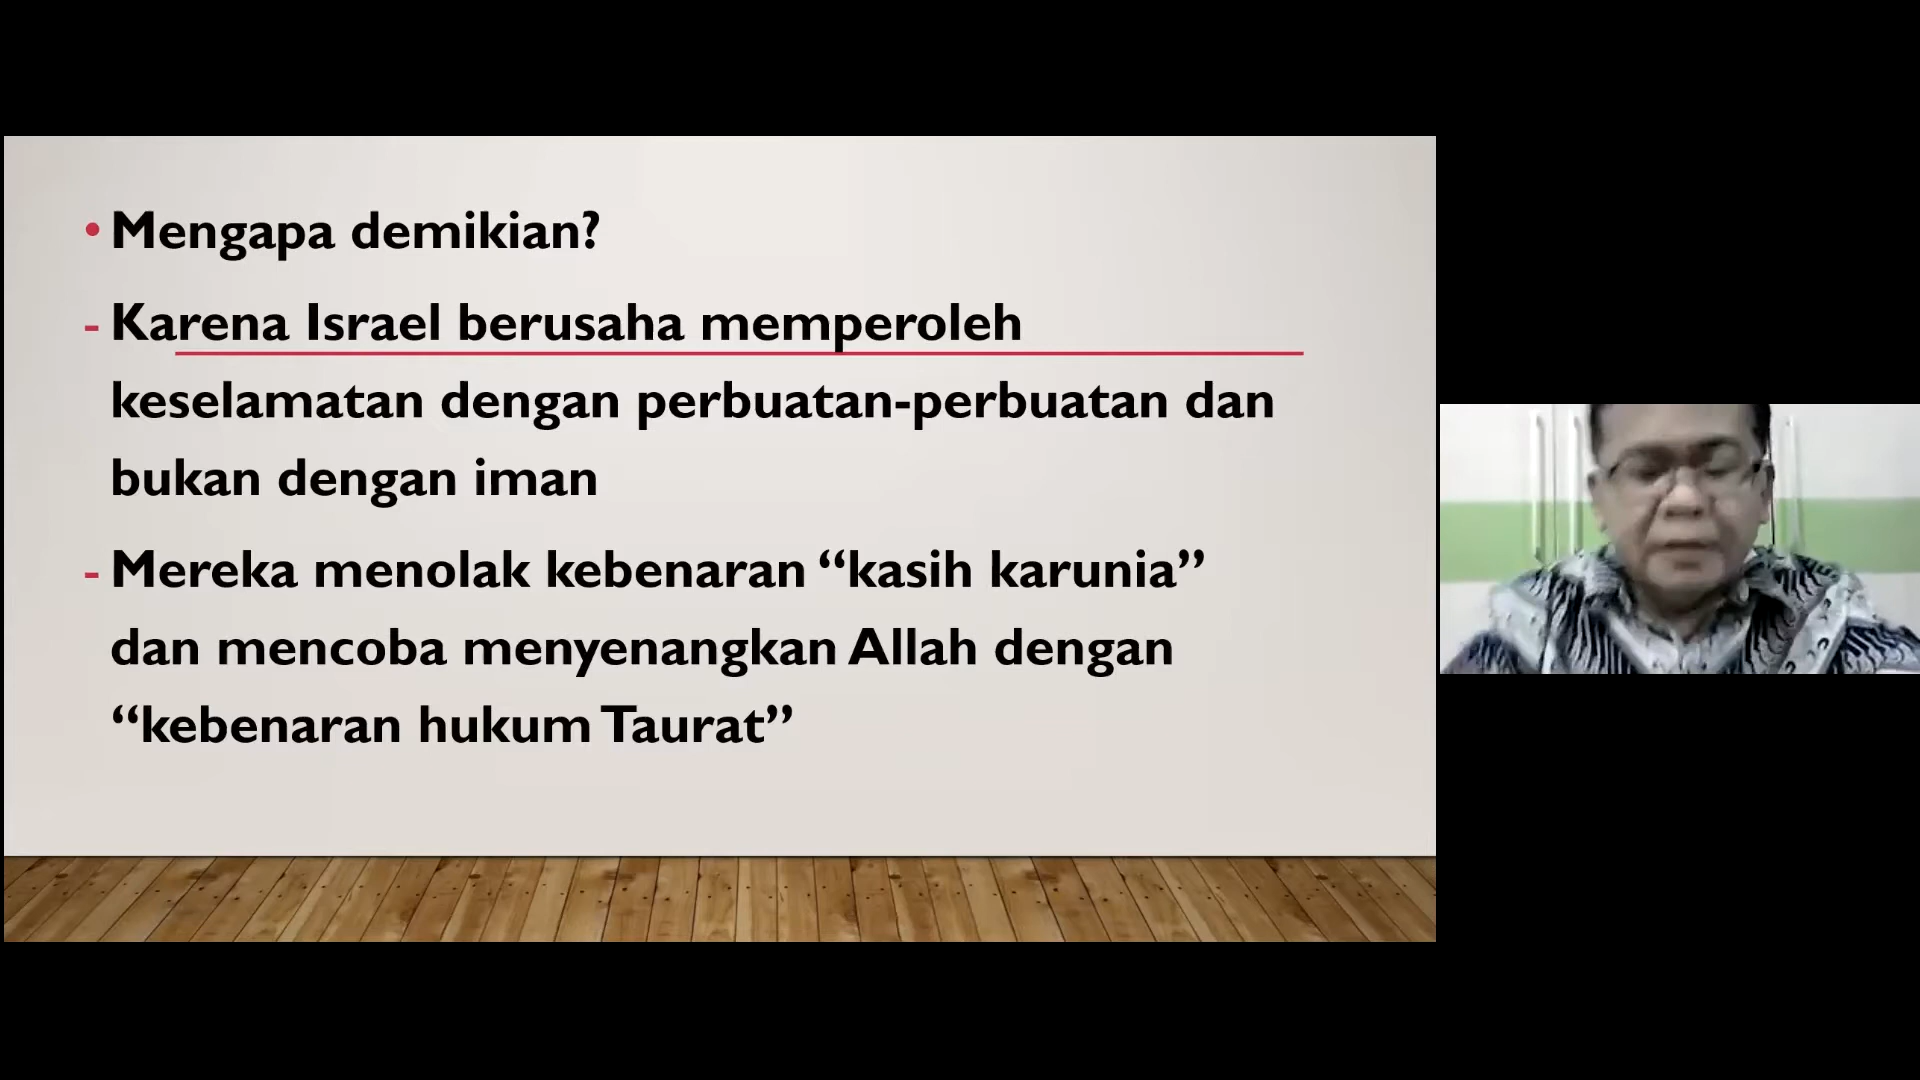 • Mengapa demikian?
- Karena Israel berusaha memperoleh
keselamatan dengan perbuatan-perbuatan dan
bukan dengan iman
- Mereka menolak kebenaran “kasih karunia”
dan mencoba menyenangkan Allah dengan
“kebenaran hukum Taurat”